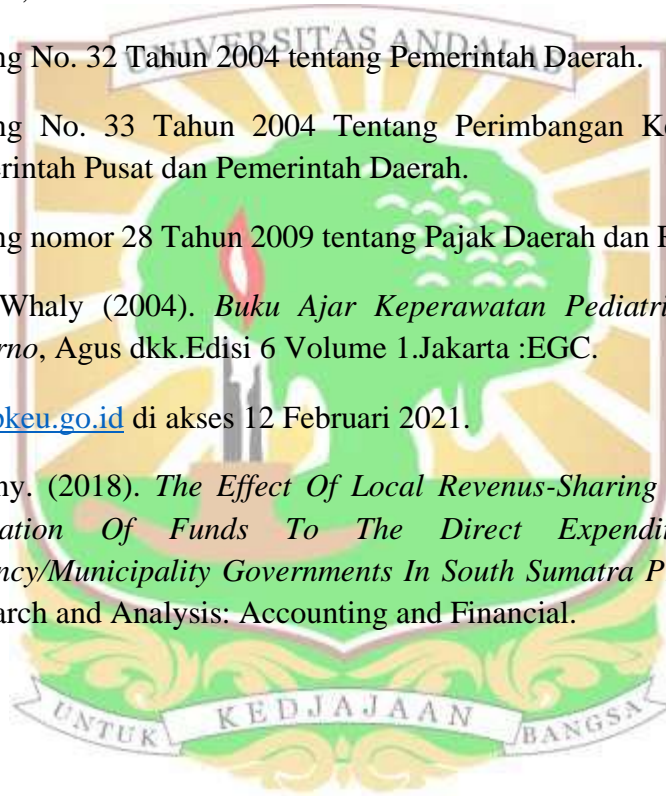 UNIVERSITAS ANDALAS
ng No. 32 Tahun 2004 tentang Pemerintah Daerah.
ng No. 33 Tahun 2004 Tentang Perimbangan Ke
erintah Pusat dan Pemerintah Daerah.
ng nomor 28 Tahun 2009 tentang Pajak Daerah dan R
Whaly (2004). Buku Ajar Keperawatan Pediatri
rno, Agus dkk.Edisi 6 Volume 1.Jakarta :EGC.
pkeu.go.id di akses 12 Februari 2021.
ny. (2018). The Effect Of Local Revenus-Sharing
ation Of Funds To The Direct Expendi
ncy/Municipality Governments In South Sumatra P
arch and Analysis: Accounting and Financial.
UNTUK KEDJAJAAN BANGSA